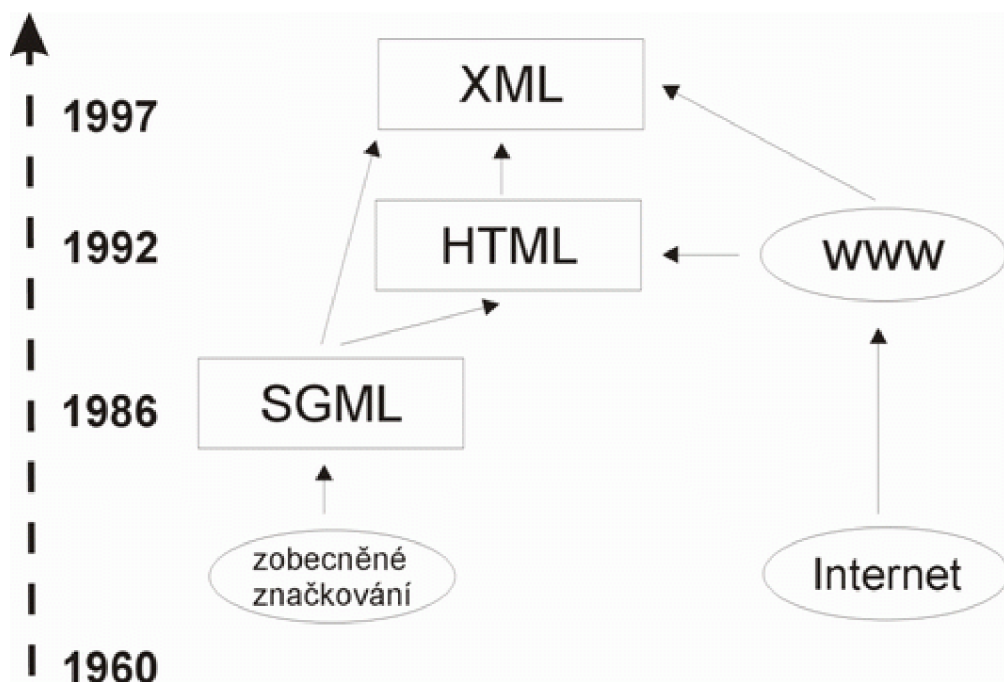 XML
1997
HTML
1992
WWW
SGML
1986
zobecněné
značkování
Internet
1960